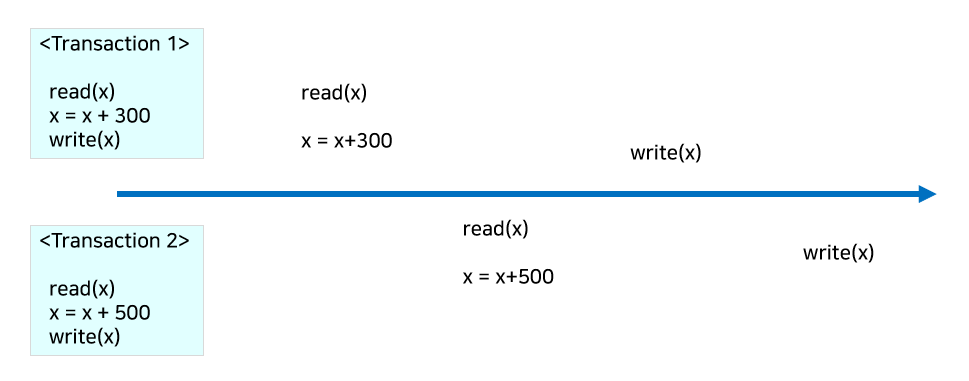 <Transaction 1>
read(x)
x = x + 300
write(x)
read(x)
x = x+300
write(x)
<Transaction 2>
read(x)
x = x + 500
write(x)
read(x)
x = x+500
write(x)